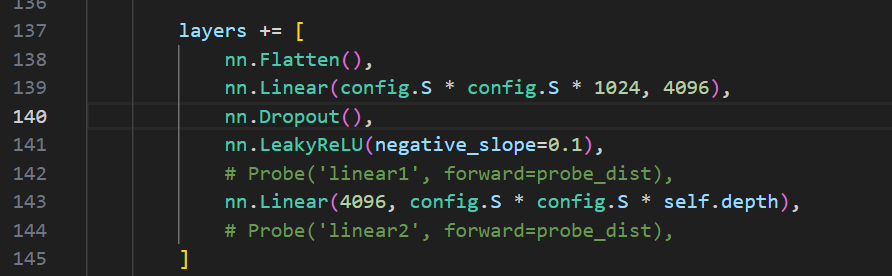 136
137 layers += [
138 nn.Flatten(),
139 nn.Linear(config.S * config.S * 1024, 4096),
140 nn.Dropout(),
141 nn.LeakyReLU(negative_slope=0.1),
142 # Probe('linear1', forward=probe_dist),
143 nn.Linear(4096, config.S * config.S * self.depth),
144 # Probe('linear2', forward=probe_dist),
145 ]